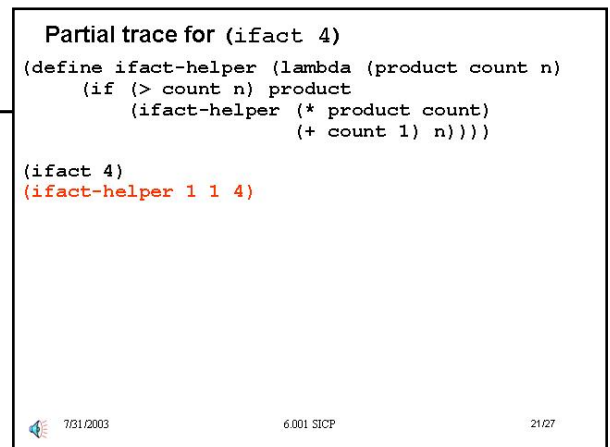 Partial trace for (ifact 4)
(define ifact-helper (lambda (product count n)
(if (> count n) product
(ifact-helper (* product count)
(+ count 1) n))))
(ifact 4)
(ifact-helper 1 1 4)
7/31/2003 6.001 SICP 21/27